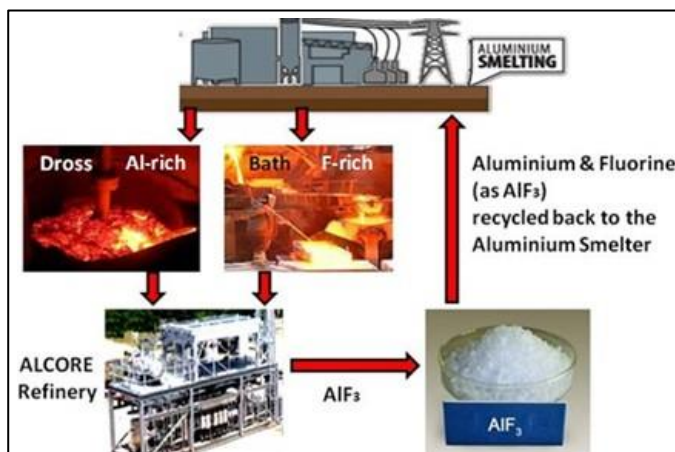 ALUMINIUM
SMELTING
Dross Al-rich
Bath F-rich
Aluminium & Fluorine
(as AlF₃)
recycled back to the
Aluminium Smelter
ALCORE
Refinery
AlF₃
AlF₃